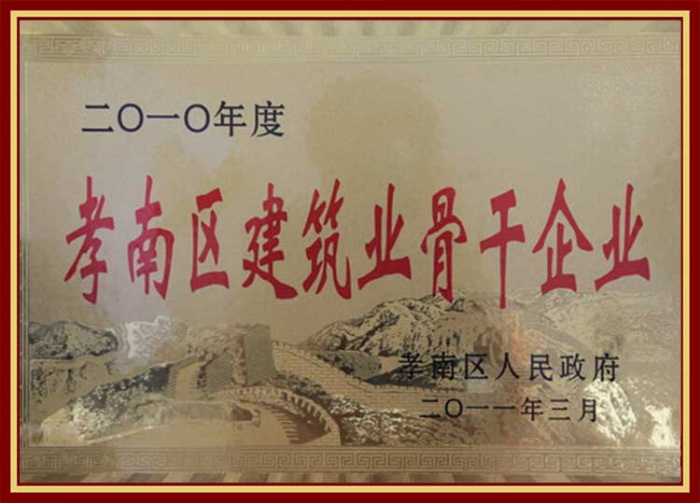 二〇一〇年度
孝南区建筑业骨干企业
孝南区人民政府
二〇一一年三月